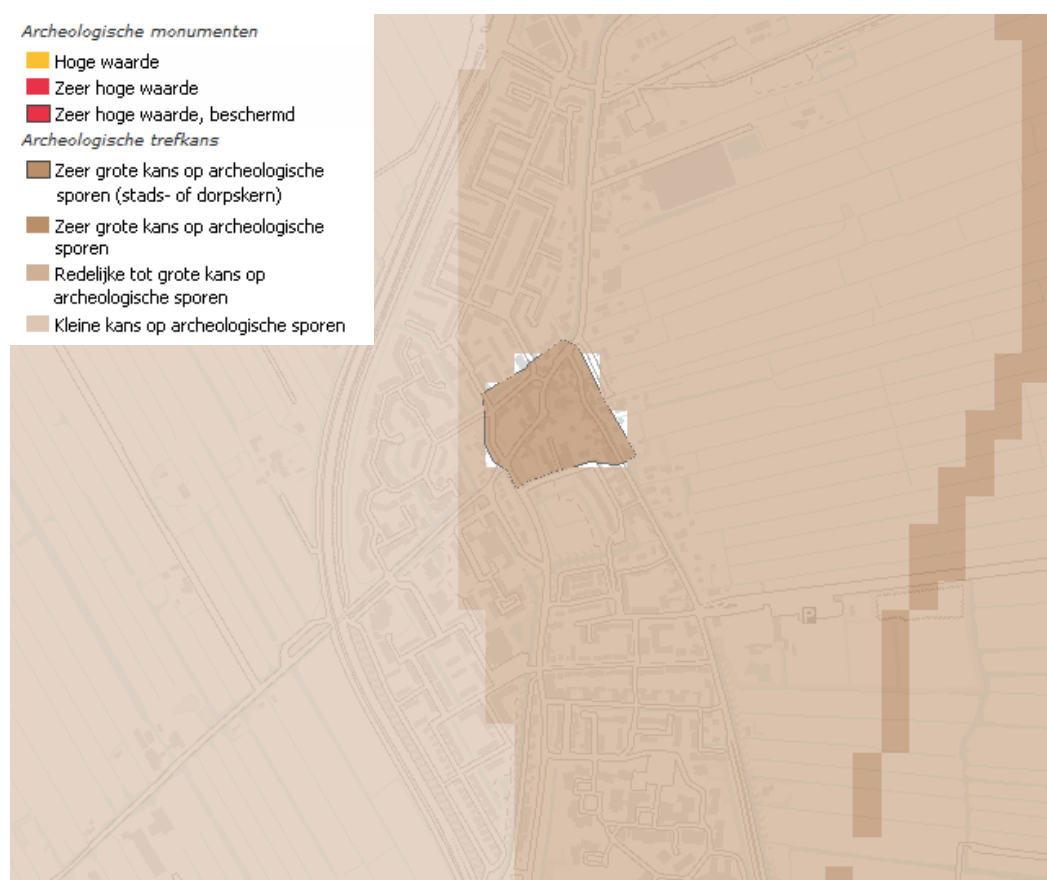 Archeologische monumenten
Hoge waarde
Zeer hoge waarde
Zeer hoge waarde, beschermd
Archeologische trefkans
Zeer grote kans op archeologische
sporen (stads- of dorpskern)
Zeer grote kans op archeologische
sporen
Redelijke tot grote kans op
archeologische sporen
Kleine kans op archeologische sporen
P